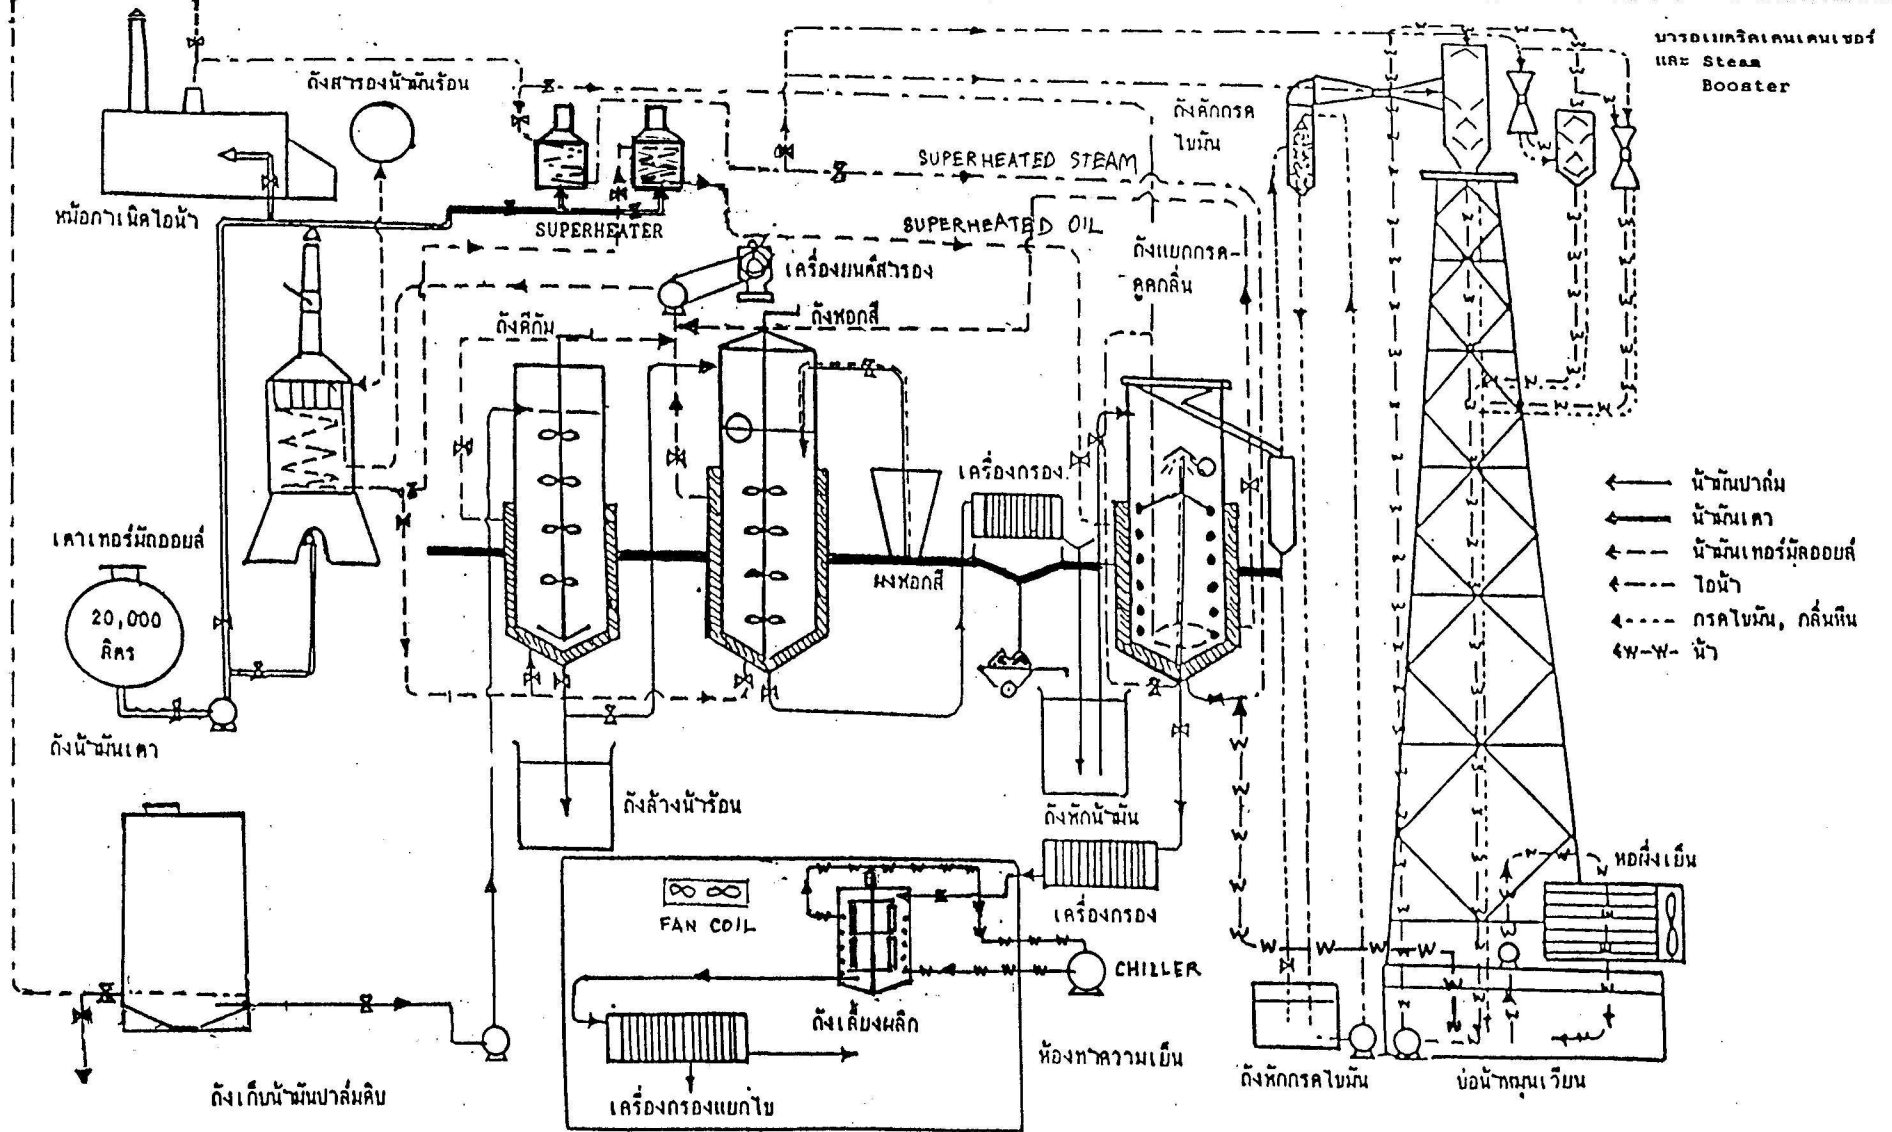 บารอเมตริคเคนเดนเซอร์
และ Steam
Booster
ถังสารองน้ำมันร้อน
ถังดักกรด
ไขมัน
SUPERHEATED STEAM
หม้อกำเนิดไอน้ำ
SUPERHEATER
SUPERHEATED OIL
ถังแยกกรด-
ดูดกลิ่น
เครื่องยนต์สำรอง
ถังดีกัม
ถังฟอกสี
เครื่องกรอง
น้ำมันปาล์ม
น้ำมันเตา
น้ำมันเทอร์มัลออยล์
ไอน้ำ
กรดไขมัน, กลิ่นหืน
W-W- น้ำ
เตาเทอร์มัลออยล์
ผงฟอกสี
20,000
ลิตร
ถังน้ำมันเตา
ถังล้างน้ำร้อน
ถังพักน้ำมัน
หอผึ่งเย็น
FAN COIL
เครื่องกรอง
CHILLER
ถังเลี้ยงผลึก
ห้องทำความเย็น
ถังเก็บน้ำมันปาล์มดิบ
เครื่องกรองแยกไข
ถังพักกรดไขมัน
บ่อน้ำหมุนเวียน